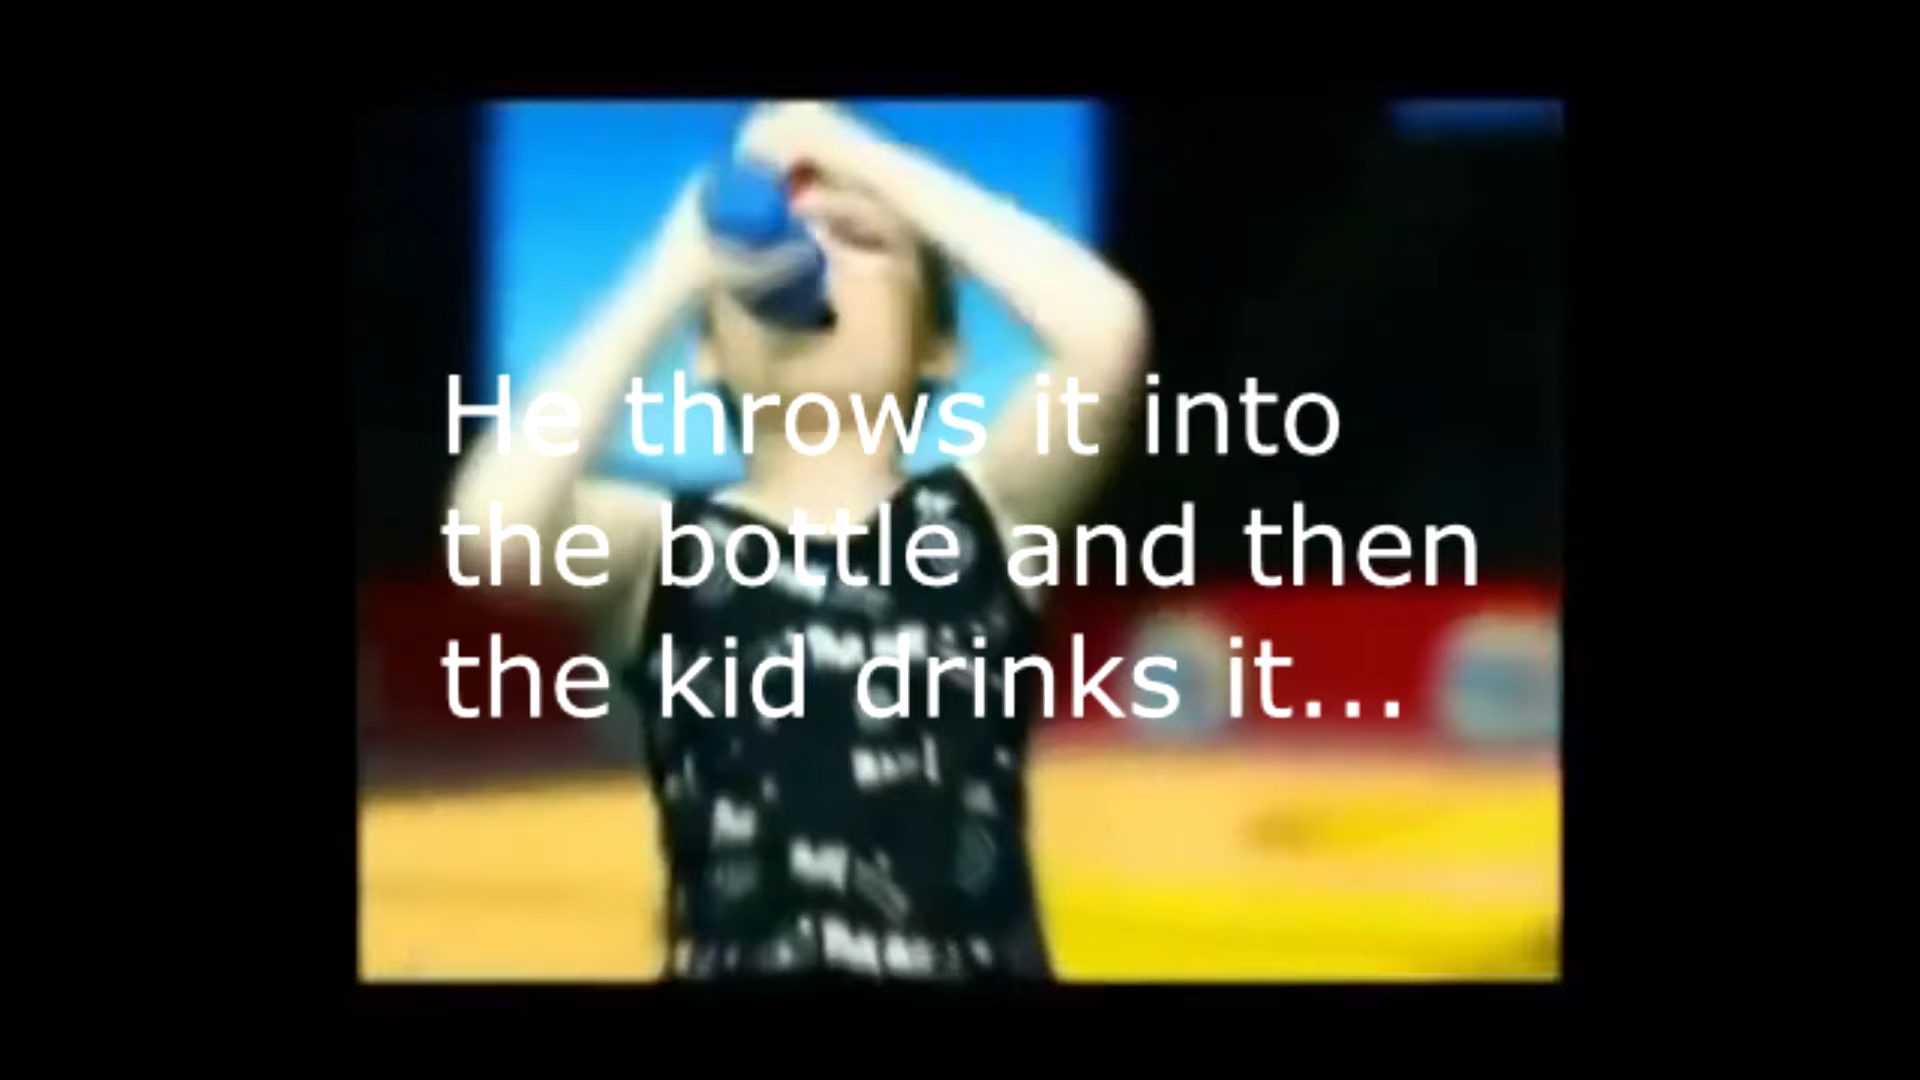 He throws it into
the bottle and then
the kid drinks it...